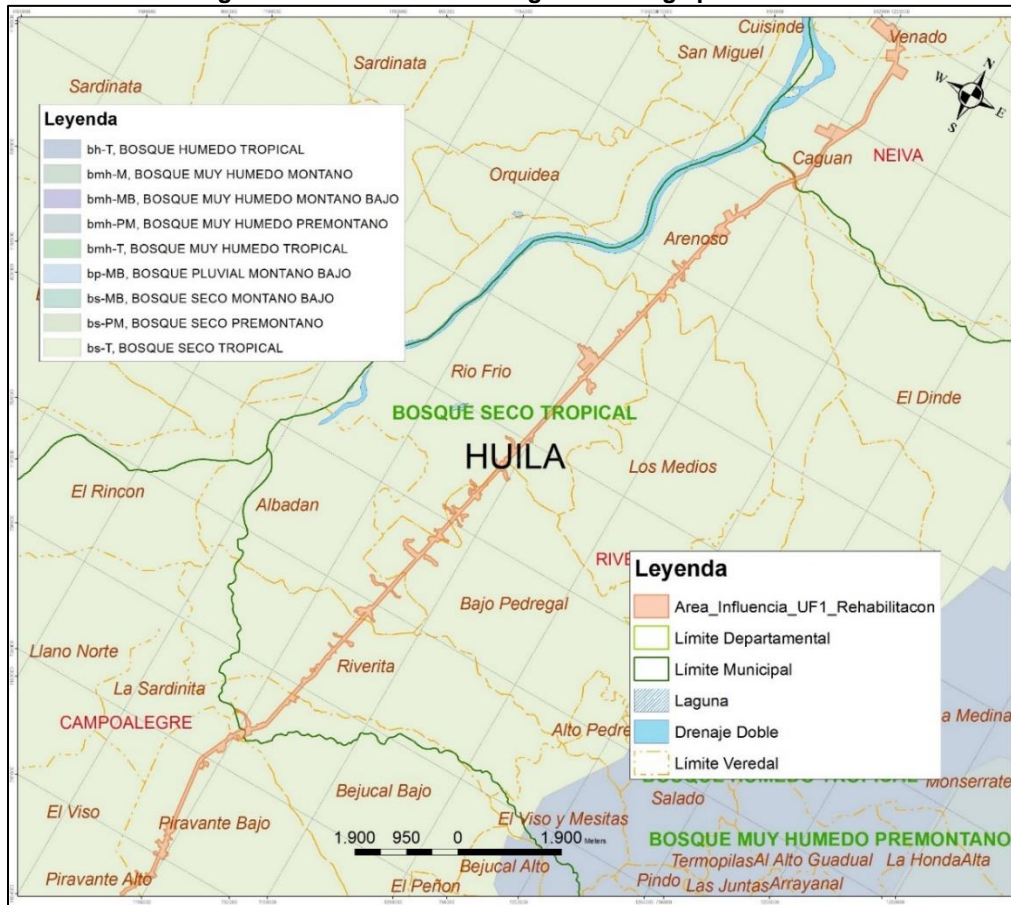 Cuisinde
Venado
San Miguel
Sardinata
Sardinata
N
W
E
S
Leyenda
bh-T, BOSQUE HUMEDO TROPICAL
bmh-M, BOSQUE MUY HUMEDO MONTANO
bmh-MB, BOSQUE MUY HUMEDO MONTANO BAJO
bmh-PM, BOSQUE MUY HUMEDO PREMONTANO
bmh-T, BOSQUE MUY HUMEDO TROPICAL
bp-MB, BOSQUE PLUVIAL MONTANO BAJO
bs-MB, BOSQUE SECO MONTANO BAJO
bs-PM, BOSQUE SECO PREMONTANO
bs-T, BOSQUE SECO TROPICAL
Caguan
NEIVA
Orquidea
Arenoso
Rio Frio
El Dinde
BOSQUE SECO TROPICAL
HUILA
Los Medios
El Rincon
Albadan
Bajo Pedregal
Leyenda
Area_Influencia_UF1_Rehabilitacon
Límite Departamental
Límite Municipal
Laguna
Drenaje Doble
Límite Veredal
Llano Norte
Riverita
La Sardinita
CAMPOALEGRE
Alto
Medina
Monserrate
Bejucal Bajo
Salado
El Viso
Piravante Bajo
El Viso y Mesitas
1.900 950 0 1.900 Meters
BOSQUE MUY HUMEDO PREMONTANO
Termopilas Al Alto Guadual La HondaAlta
Bejucal Alto
Piravante Alto
El Peñon
Pindo Las Juntas Arrayanal